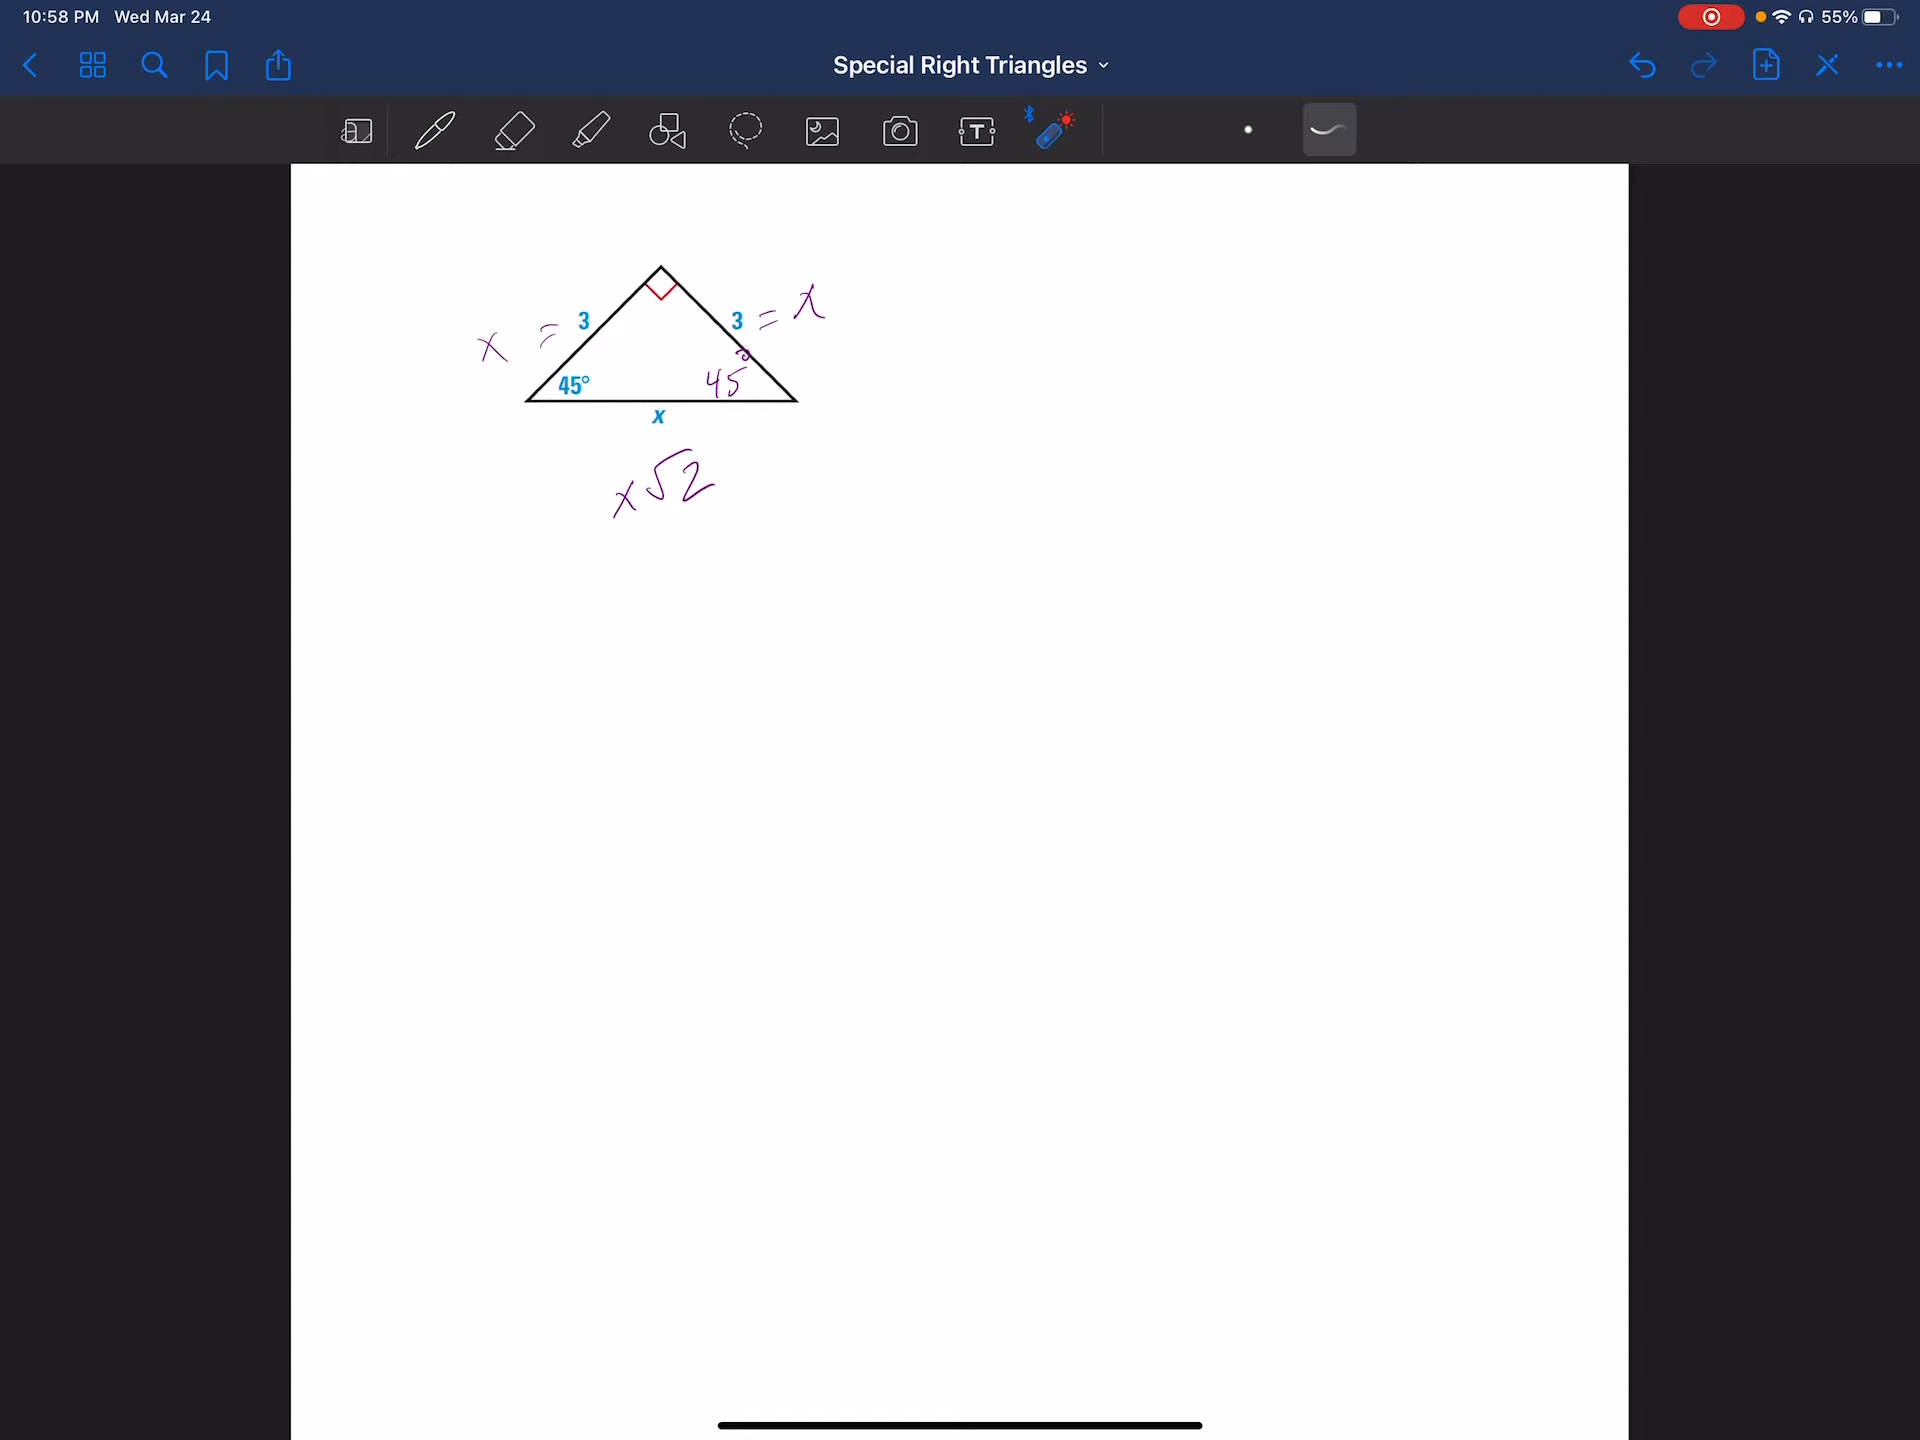 10:58 PM Wed Mar 24
55%
Special Right Triangles
T
x = 3
3 = x
45°
45°
x
x√2